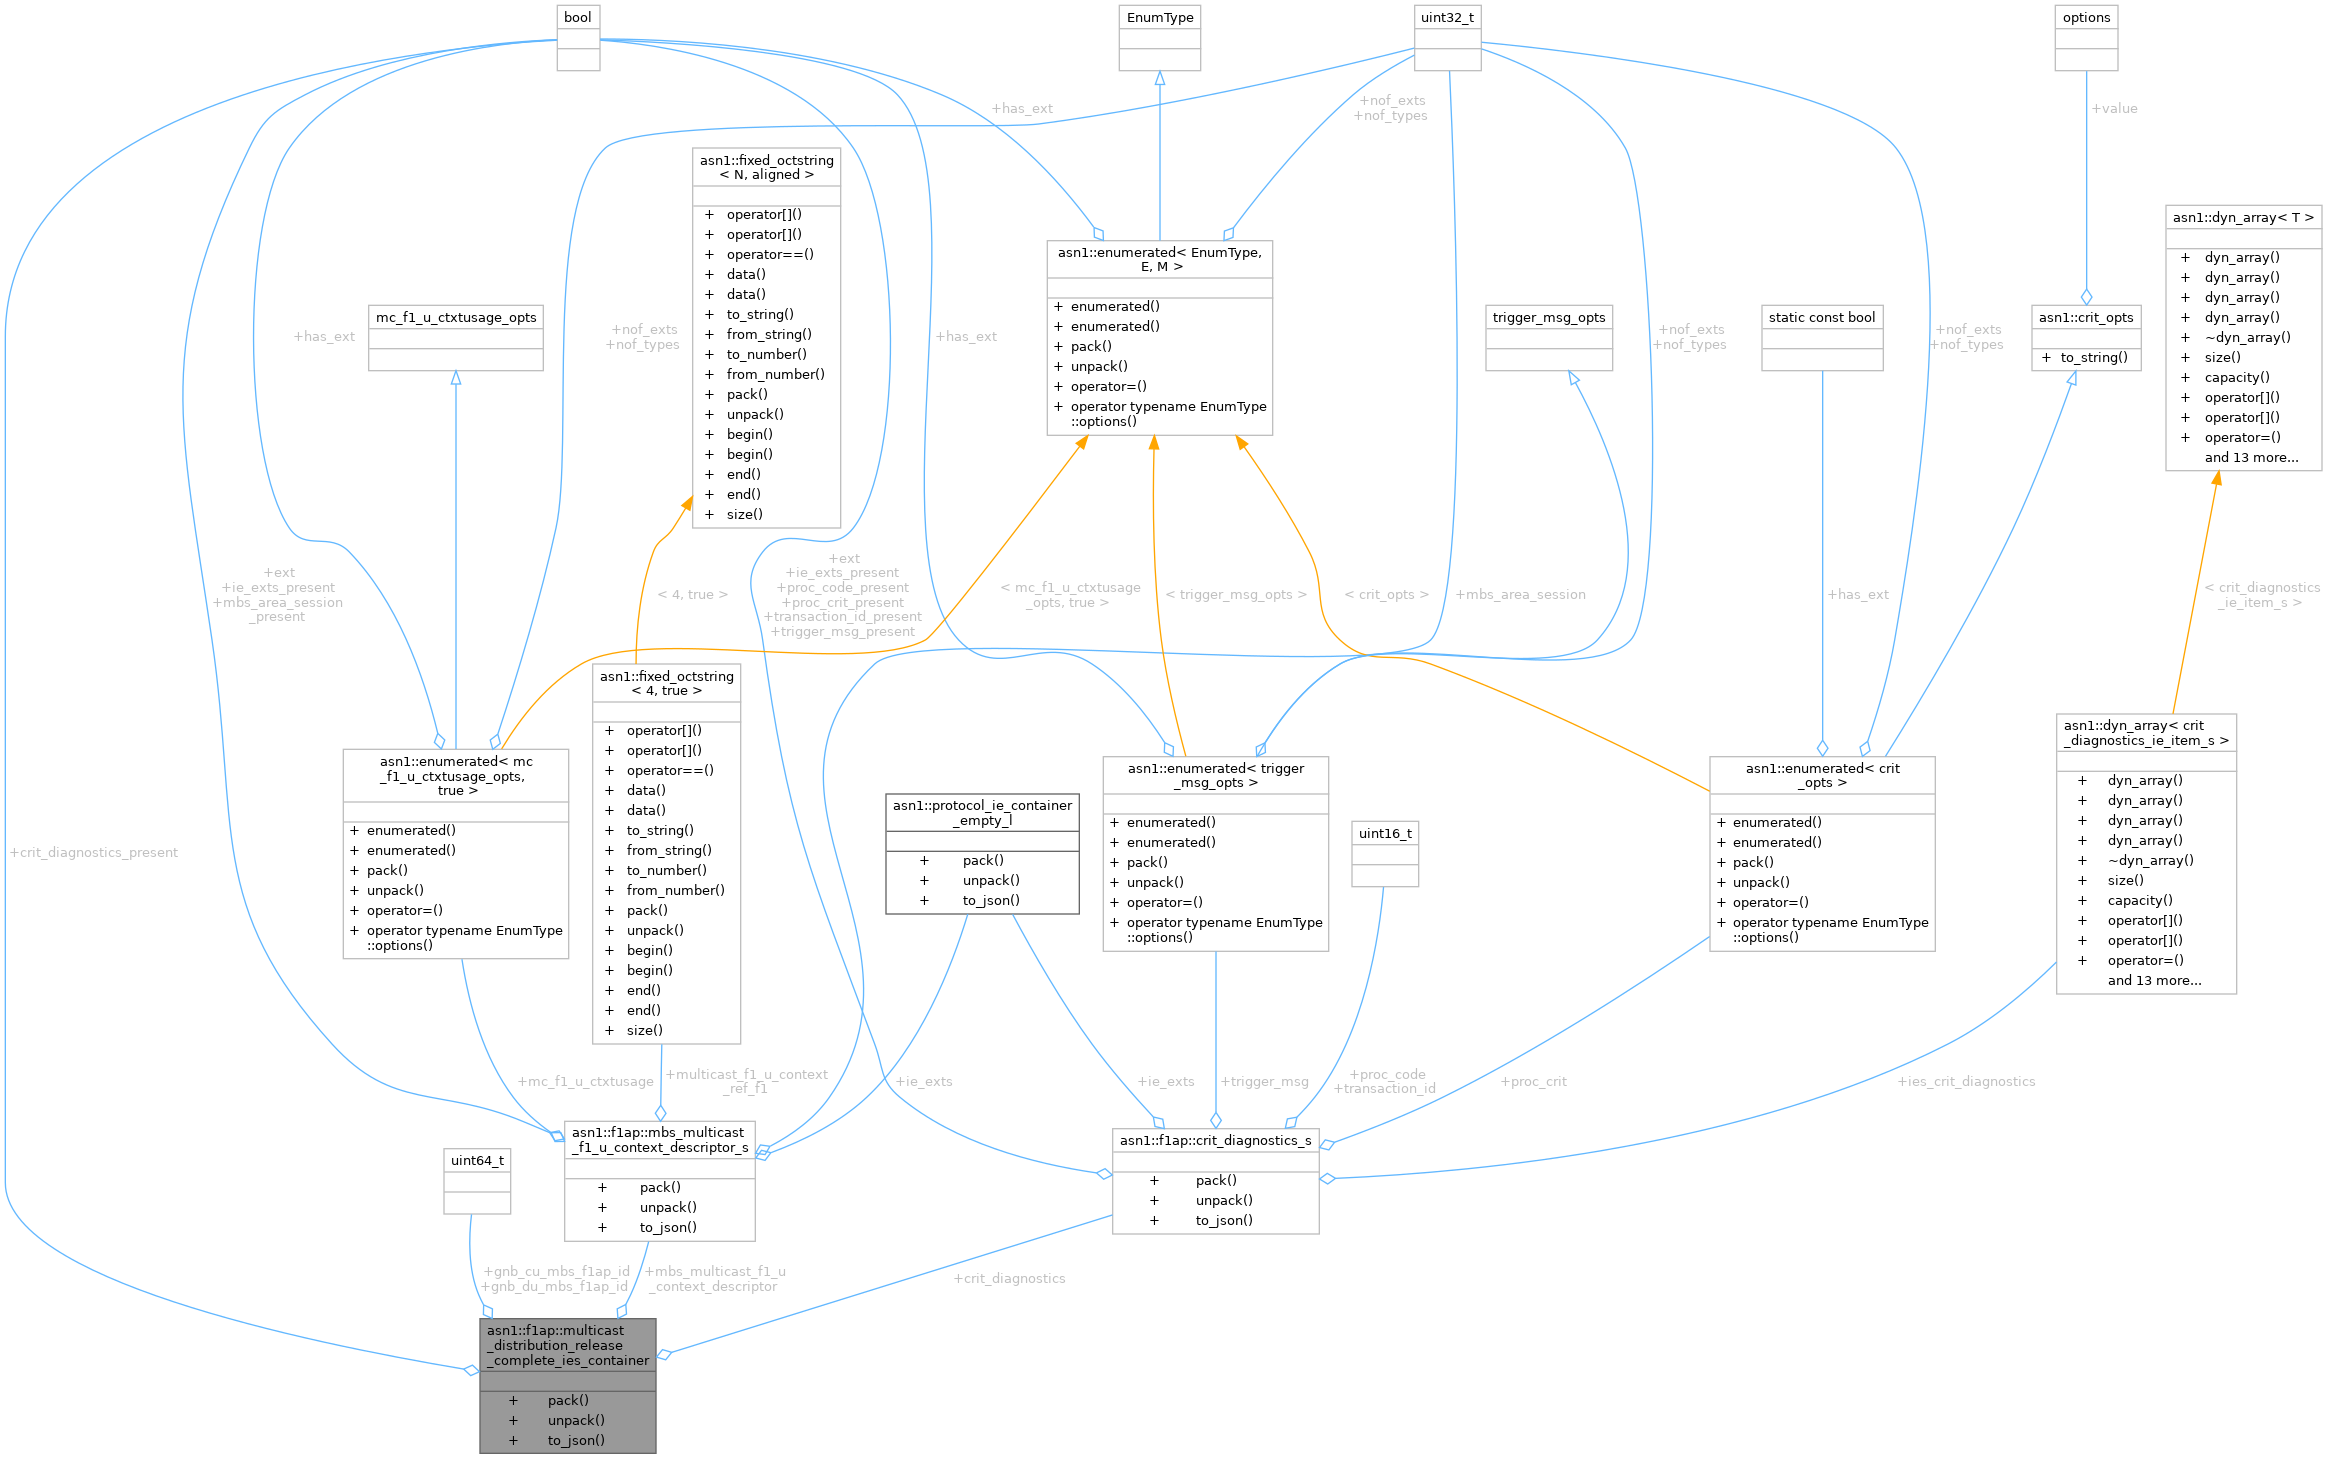 bool
EnumType
uint32_t
options
+has_ext
+nof_exts
+nof_types
+value
asn1::fixed_octstring
< N, aligned >
+ operator[]()
+ operator[]()
+ operator==()
+ data()
+ data()
+ to_string()
+ from_string()
+ to_number()
+ from_number()
+ pack()
+ unpack()
+ begin()
+ begin()
+ end()
+ end()
+ size()
asn1::enumerated< EnumType,
E, M >
+ enumerated()
+ enumerated()
+ pack()
+ unpack()
+ operator=()
+ operator typename EnumType
::options()
asn1::dyn_array< T >
+ dyn_array()
+ dyn_array()
+ dyn_array()
+ dyn_array()
+ ~dyn_array()
+ size()
+ capacity()
+ operator[]()
+ operator[]()
+ operator=()
and 13 more...
+has_ext
mc_f1_u_ctxtusage_opts
+nof_exts
+nof_types
+has_ext
trigger_msg_opts
+nof_exts
+nof_types
static const bool
+nof_exts
+nof_types
asn1::crit_opts
+ to_string()
+ext
+ie_exts_present
+mbs_area_session
_present
< 4, true >
+ext
+ie_exts_present
+proc_code_present
+proc_crit_present
+transaction_id_present
+trigger_msg_present
< mc_f1_u_ctxtusage
_opts, true >
< trigger_msg_opts >
< crit_opts >
+mbs_area_session
+has_ext
< crit_diagnostics
_ie_item_s >
asn1::enumerated< mc
_f1_u_ctxtusage_opts,
true >
+ enumerated()
+ enumerated()
+ pack()
+ unpack()
+ operator=()
+ operator typename EnumType
::options()
asn1::fixed_octstring
< 4, true >
+ operator[]()
+ operator[]()
+ operator==()
+ data()
+ data()
+ to_string()
+ from_string()
+ to_number()
+ from_number()
+ pack()
+ unpack()
+ begin()
+ begin()
+ end()
+ end()
+ size()
asn1::protocol_ie_container
_empty_l
+ pack()
+ unpack()
+ to_json()
asn1::enumerated< trigger
_msg_opts >
+ enumerated()
+ enumerated()
+ pack()
+ unpack()
+ operator=()
+ operator typename EnumType
::options()
uint16_t
asn1::enumerated< crit
_opts >
+ enumerated()
+ enumerated()
+ pack()
+ unpack()
+ operator=()
+ operator typename EnumType
::options()
asn1::dyn_array< crit
_diagnostics_ie_item_s >
+ dyn_array()
+ dyn_array()
+ dyn_array()
+ dyn_array()
+ ~dyn_array()
+ size()
+ capacity()
+ operator[]()
+ operator[]()
+ operator=()
and 13 more...
+crit_diagnostics_present
+mc_f1_u_ctxtusage
+multicast_f1_u_context
_ref_f1
+ie_exts
+ie_exts
+trigger_msg
+proc_code
+transaction_id
+proc_crit
+ies_crit_diagnostics
uint64_t
asn1::f1ap::mbs_multicast
_f1_u_context_descriptor_s
+ pack()
+ unpack()
+ to_json()
asn1::f1ap::crit_diagnostics_s
+ pack()
+ unpack()
+ to_json()
+gnb_cu_mbs_f1ap_id
+gnb_du_mbs_f1ap_id
+mbs_multicast_f1_u
_context_descriptor
+crit_diagnostics
asn1::f1ap::multicast
_distribution_release
_complete_ies_container
+ pack()
+ unpack()
+ to_json()